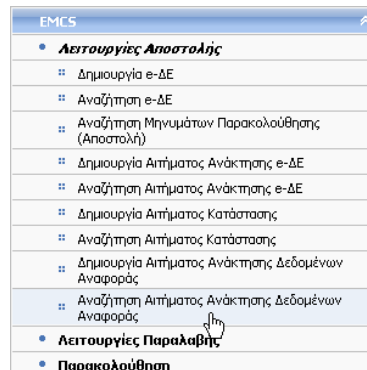 EMCS
Λειτουργίες Αποστολής
Δημιουργία e-ΔΕ
Αναζήτηση e-ΔΕ
Αναζήτηση Μηνυμάτων Παρακολούθησης
(Αποστολή)
Δημιουργία Αιτήματος Ανάκτησης e-ΔΕ
Αναζήτηση Αιτήματος Ανάκτησης e-ΔΕ
Δημιουργία Αιτήματος Κατάστασης
Αναζήτηση Αιτήματος Κατάστασης
Δημιουργία Αιτήματος Ανάκτησης Δεδομένων
Αναφοράς
Αναζήτηση Αιτήματος Ανάκτησης Δεδομένων
Αναφοράς
Λειτουργίες Παραλαβής
Παρακολούθηση